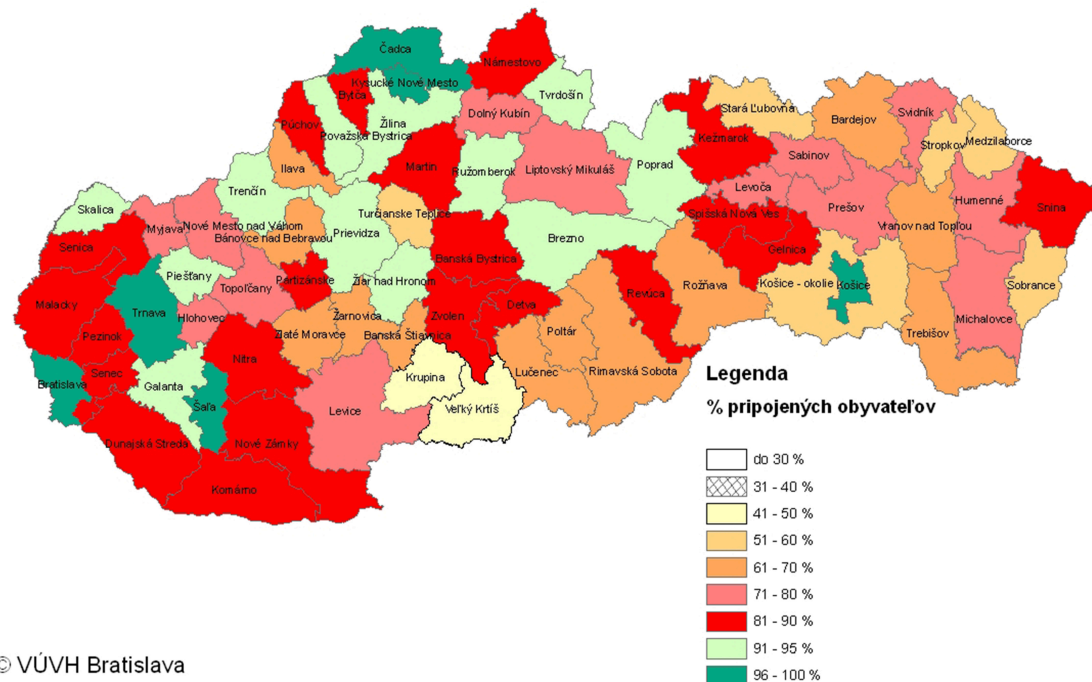 Čadca
Námestovo
Kysucké Nové Mesto
Bytča
Tvrdošín
Stará Ľubovňa
Dolný Kubín
Svidník
Bardejov
Púchov
Žilina
Považská Bystrica
Kežmarok
Stropkov
Medzilaborce
Sabinov
Ilava
Martin
Ružomberok
Liptovský Mikuláš
Poprad
Levoča
Trenčín
Skalica
Turčianske Teplice
Prešov
Humenné
Snina
Spišská Nová Ves
Myjava
Nové Mesto nad Váhom
Vranov nad Topľou
Prievidza
Bánovce nad Bebravou
Brezno
Senica
Gelnica
Banská Bystrica
Piešťany
Partizánske
Žiar nad Hronom
Košice - okolie
Košice
Rožňava
Sobrance
Topoľčany
Revúca
Malacky
Trnava
Detva
Zvolen
Hlohovec
Žarnovica
Michalovce
Poltár
Pezinok
Zlaté Moravce
Banská Štiavnica
Trebišov
Nitra
Rimavská Sobota
Lučenec
Senec
Krupina
Bratislava
Galanta
Šaľa
Veľký Krtíš
Levice
Dunajská Streda
Nové Zámky
Komárno
Legenda
% pripojených obyvateľov
do 30 %
31 - 40 %
41 - 50 %
51 - 60 %
61 - 70 %
71 - 80 %
81 - 90 %
91 - 95 %
96 - 100 %
© VÚVH Bratislava